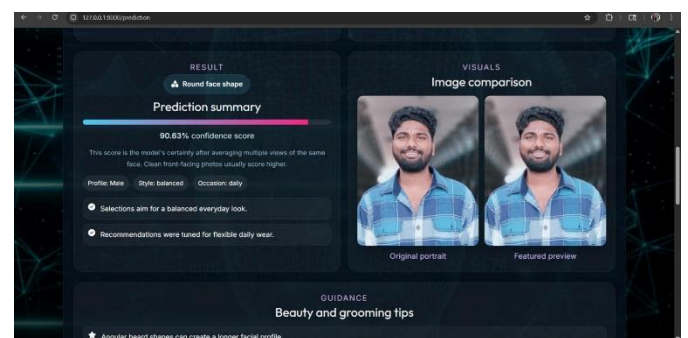 127.0.0.1:8000/prediction
RESULT
Round face shape
Prediction summary
90.63% confidence score
This score is the model's certainty after averaging multiple views of the same
face. Clean front-facing photos usually score higher.
Profile: Male
Style: balanced
Occasion: daily
Selections aim for a balanced everyday look.
Recommendations were tuned for flexible daily wear.
VISUALS
Image comparison
Original portrait
Featured preview
GUIDANCE
Beauty and grooming tips
Angular beard shapes can create a longer facial profile.